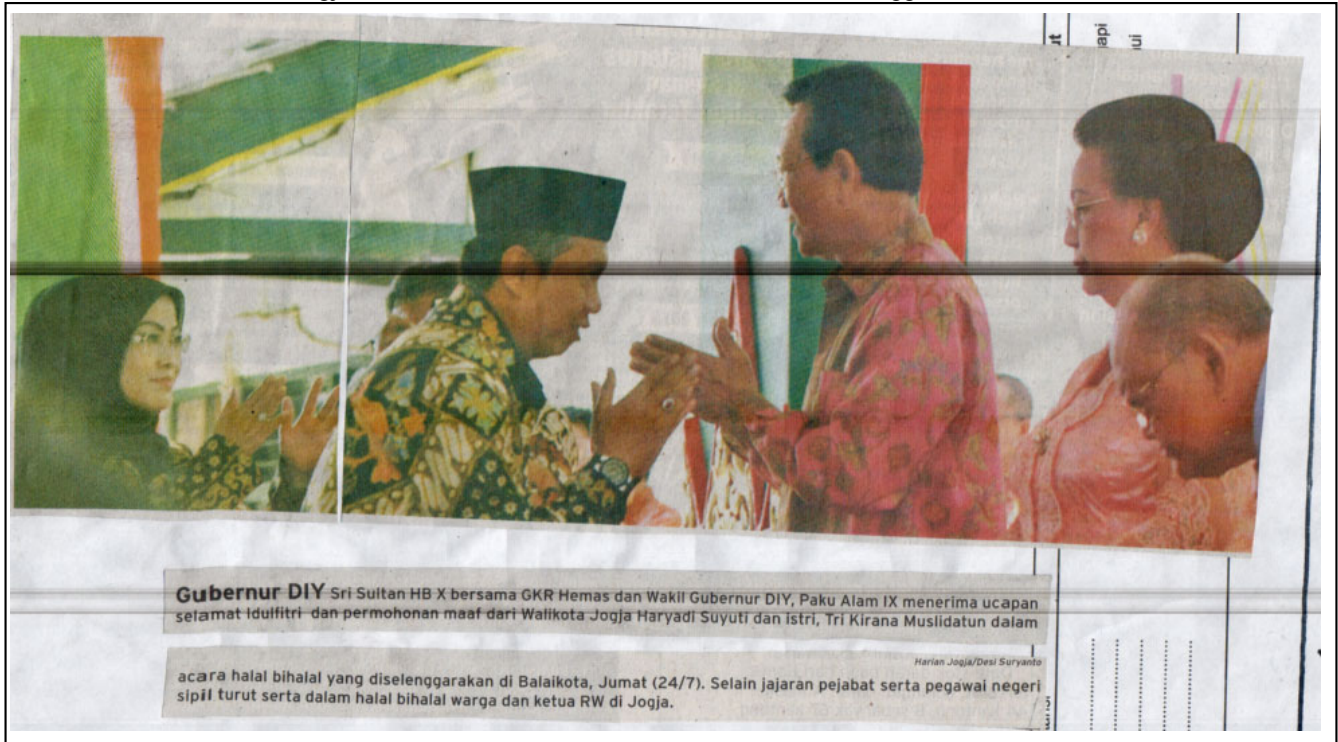 ut
api
ui
Gubernur DIY Sri Sultan HB X bersama GKR Hemas dan Wakil Gubernur DIY, Paku Alam IX menerima ucapan
selamat Idulfitri dan permohonan maaf dari Walikota Jogja Haryadi Suyuti dan istri, Tri Kirana Muslidatun dalam
Harian Jogja/Desi Suryanto
acara halal bihalal yang diselenggarakan di Balaikota, Jumat (24/7). Selain jajaran pejabat serta pegawai negeri
sipil turut serta dalam halal bihalal warga dan ketua RW di Jogja.